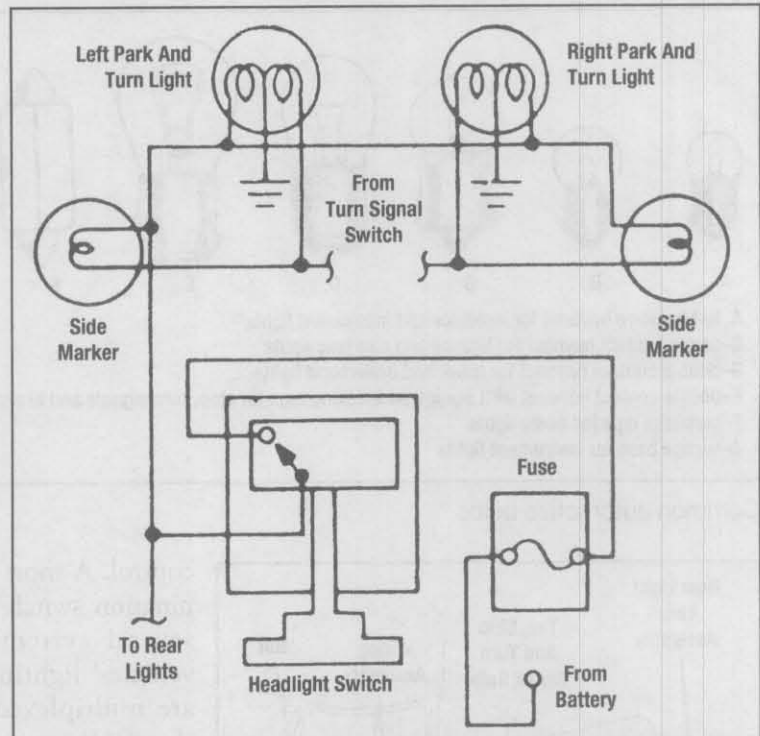 Left Park And
Turn Light
Right Park And
Turn Light
From
Turn Signal
Switch
Side
Marker
Side
Marker
Fuse
To Rear
Lights
Headlight Switch
From
Battery